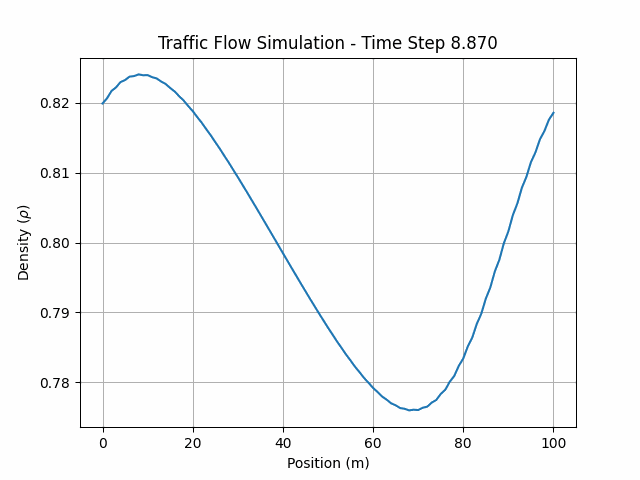 Traffic Flow Simulation - Time Step 8.870
Density (ρ)
0.82
0.81
0.80
0.79
0.78
0 20 40 60 80 100
Position (m)